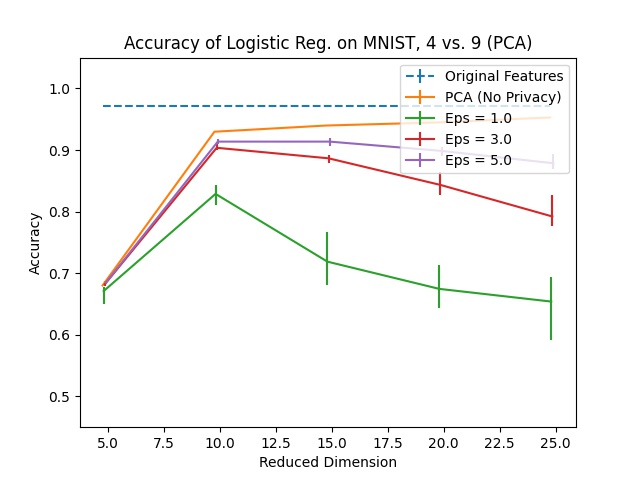 Accuracy of Logistic Reg. on MNIST, 4 vs. 9 (PCA)
Original Features
PCA (No Privacy)
Eps = 1.0
Eps = 3.0
Eps = 5.0
1.0
0.9
0.8
0.7
0.6
0.5
Accuracy
5.0 7.5 10.0 12.5 15.0 17.5 20.0 22.5 25.0
Reduced Dimension